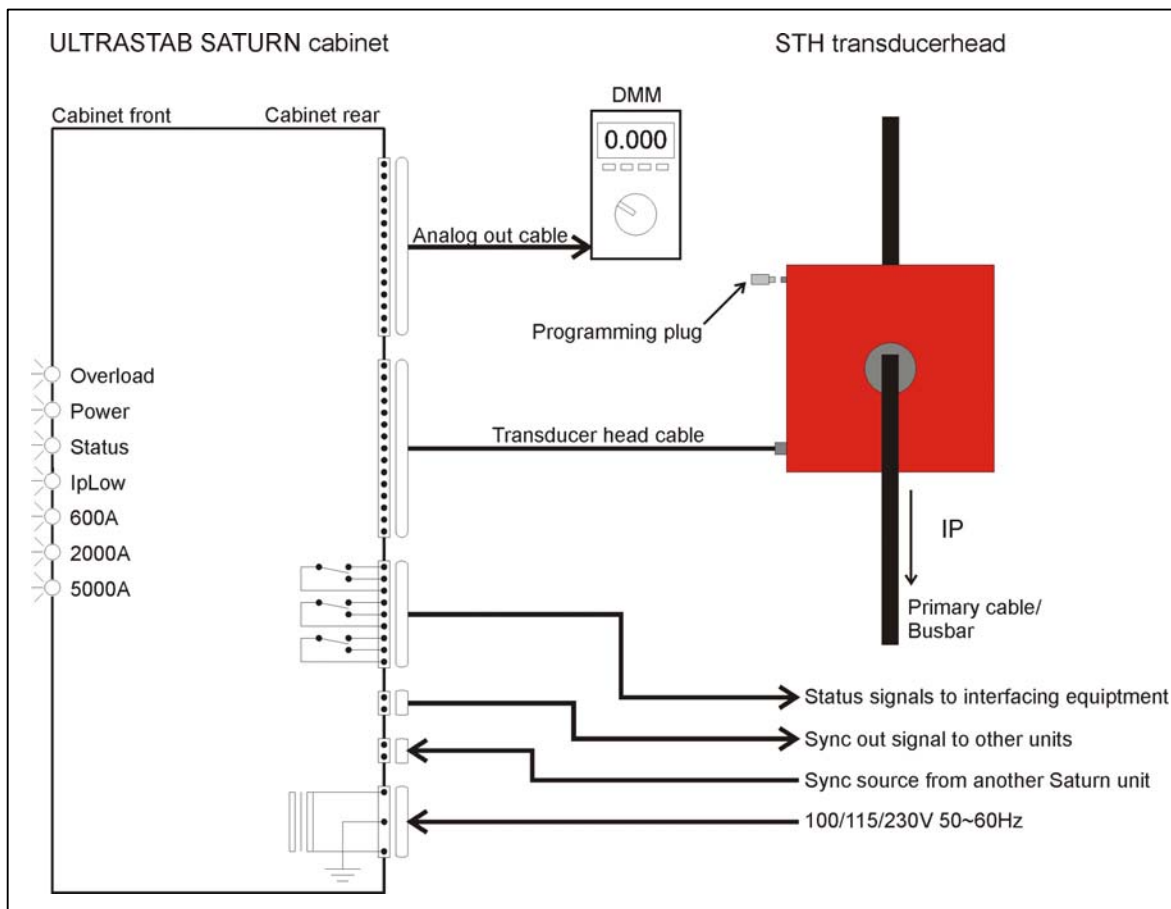 ULTRASTAB SATURN cabinet
STH transducerhead
Cabinet front
Cabinet rear
DMM
0.000
Analog out cable
Programming plug
Overload
Power
Status
IpLow
600A
2000A
5000A
Transducer head cable
IP
Primary cable/
Busbar
Status signals to interfacing equiptment
Sync out signal to other units
Sync source from another Saturn unit
100/115/230V 50~60Hz